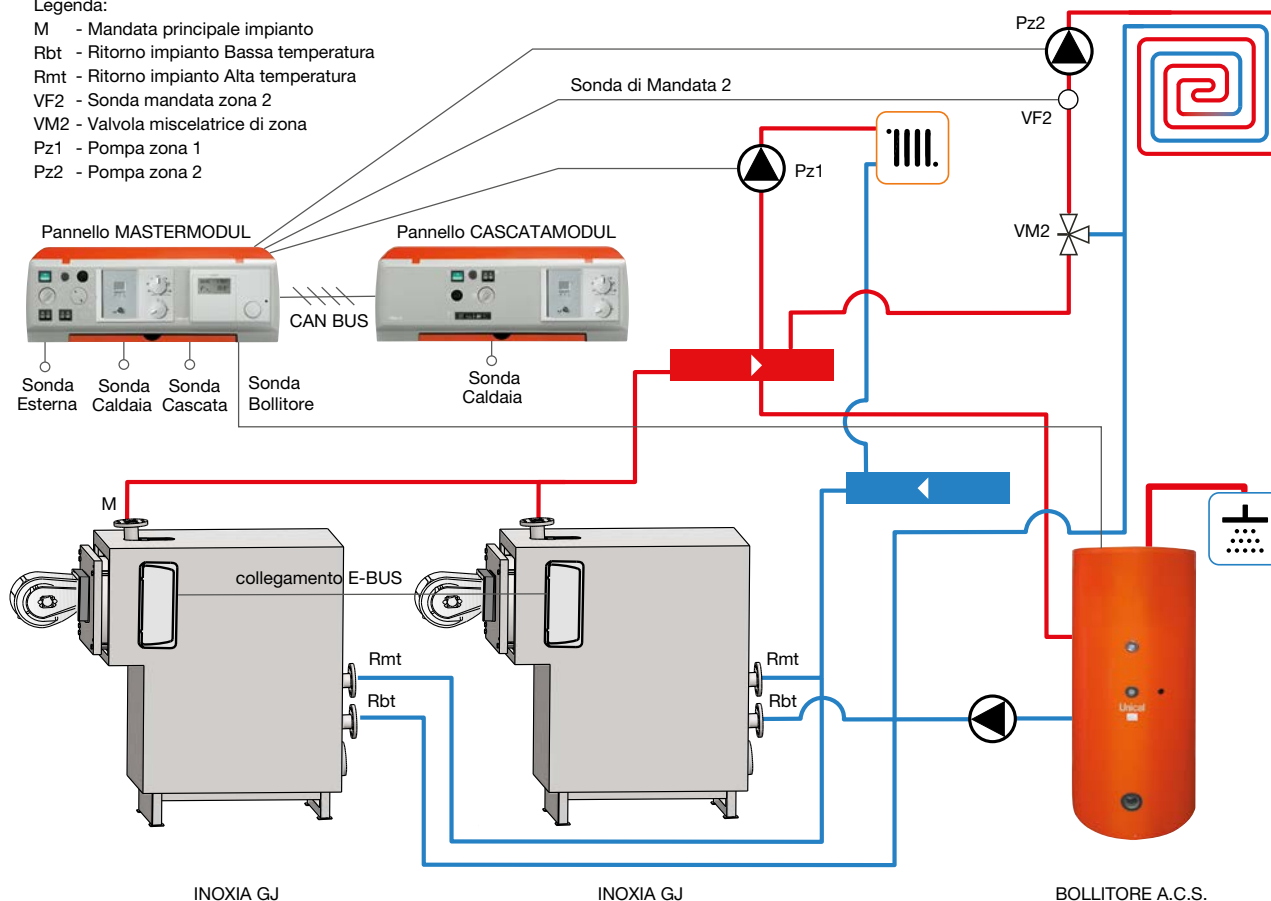 Legenda:
M - Mandata principale impianto
Rbt - Ritorno impianto Bassa temperatura
Rmt - Ritorno impianto Alta temperatura
VF2 - Sonda mandata zona 2
VM2 - Valvola miscelatrice di zona
Pz1 - Pompa zona 1
Pz2 - Pompa zona 2
Pz2
Sonda di Mandata 2
VF2
Pz1
VM2
Pannello MASTERMODUL
Pannello CASCATAMODUL
CAN BUS
Sonda
Esterna
Sonda
Caldaia
Sonda
Cascata
Sonda
Bollitore
Sonda
Caldaia
M
collegamento E-BUS
Rmt
Rbt
Rmt
Rbt
Unical
INOXIA GJ
INOXIA GJ
BOLLITORE A.C.S.